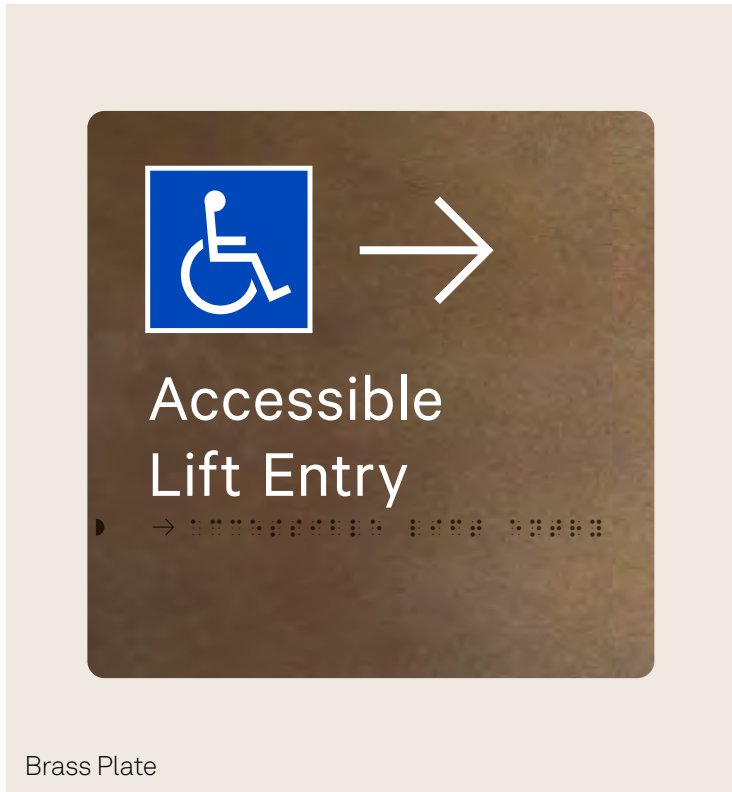 Accessible
Lift Entry
→ ⠁⠉⠉⠑⠎⠎⠊⠃⠇⠑ ⠇⠊⠋⠞ ⠑⠝⠞⠗⠽
Brass Plate